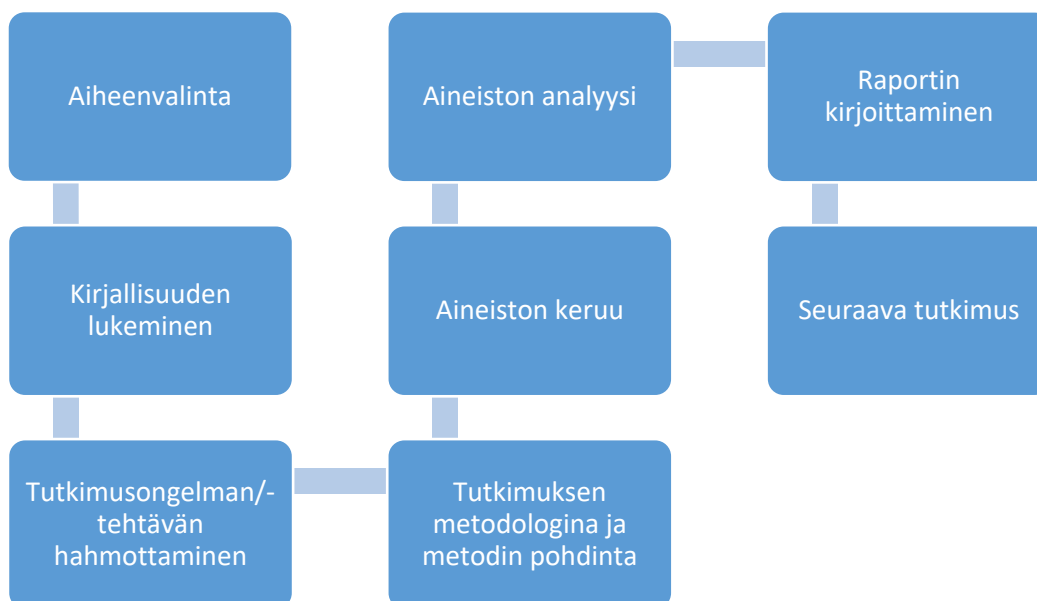 Aiheenvalinta
Kirjallisuuden
lukeminen
Tutkimusongelman/-
tehtävän
hahmottaminen
Tutkimuksen
metodologina ja
metodin pohdinta
Aineiston keruu
Aineiston analyysi
Raportin
kirjoittaminen
Seuraava tutkimus